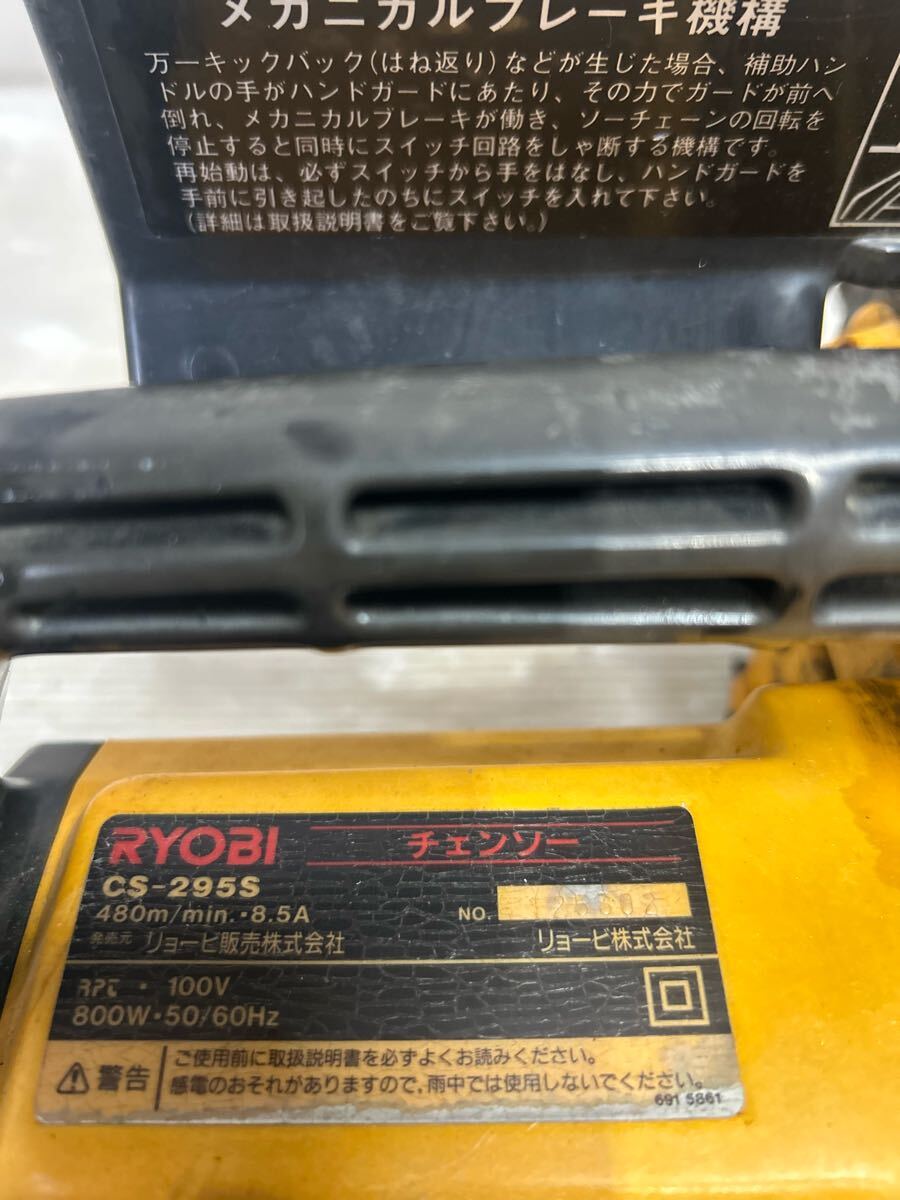 メカニカルブレーキ機構
万一キックバック(はね返り)などが生じた場合、補助ハン
ドルの手がハンドガードにあたり、その力でガードが前へ
倒れ、メカニカルブレーキが働き、ソーチェーンの回転を
停止すると同時にスイッチ回路をしゃ断する機構です。
再始動は、必ずスイッチから手をはなし、ハンドガードを
手前に引き起したのちにスイッチを入れて下さい。
(詳細は取扱説明書をご覧下さい。)
RYOBI チェンソー
CS-295S
480m/min.・8.5A NO.
発売元 リョービ販売株式会社 リョービ株式会社
RPT・100V
800W・50/60Hz
警告 ご使用前に取扱説明書を必ずよくお読みください。
感電のおそれがありますので、雨中では使用しないでください。
691 5861